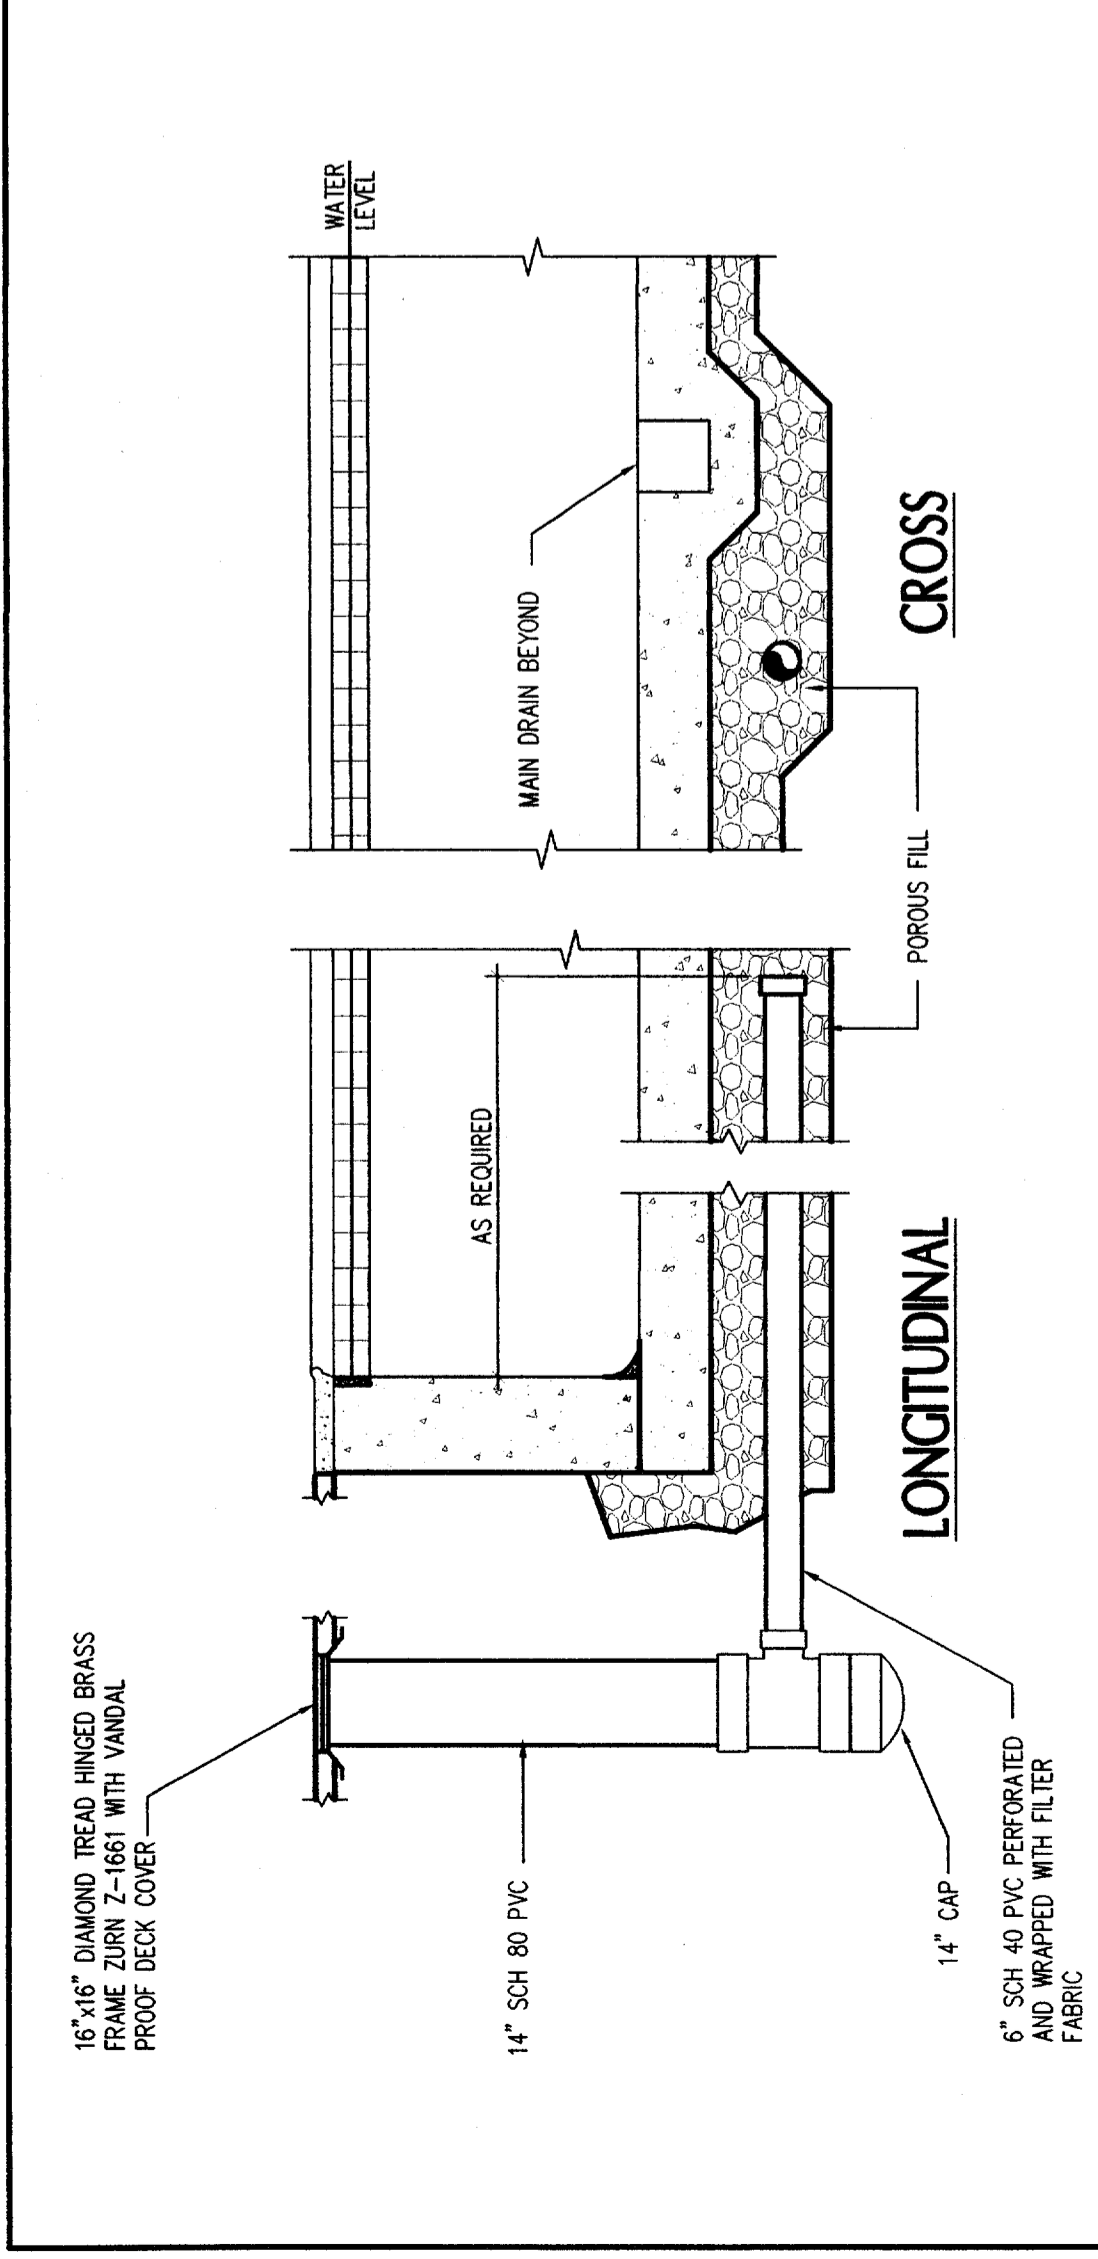 16"x16" DIAMOND TREAD HINGED BRASS
FRAME ZURN Z-1661 WITH VANDAL
PROOF DECK COVER
14" SCH 80 PVC
14" CAP
6" SCH 40 PVC PERFORATED
AND WRAPPED WITH FILTER
FABRIC
AS REQUIRED
LONGITUDINAL
WATER
LEVEL
MAIN DRAIN BEYOND
POROUS FILL
CROSS